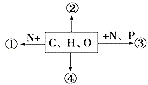 ②
① N+ C、H、O +N、P ③
④